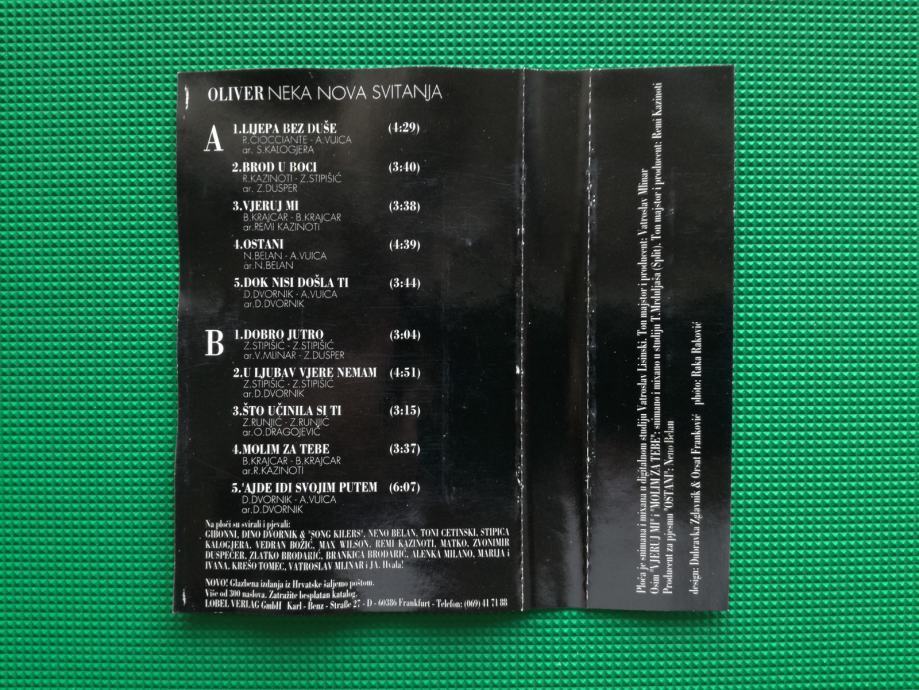 OLIVER NEKA NOVA SVITANJA
A
1.LIJEPA BEZ DUŠE (4:29)
R.CIOCCIANTE - A.VUICA
ar. S.KALOGJERA
2.BROD U BOCI (3:40)
R.KAZINOTI - Z.STIPIŠIĆ
ar. Z.DUSPER
3.VJERUJ MI (3:38)
B.KRAJCAR - B.KRAJCAR
ar.REMI KAZINOTI
4.OSTANI (4:39)
N.BELAN - A.VUICA
ar.N.BELAN
5.DOK NISI DOŠLA TI (3:44)
D.DVORNIK - A.VUICA
ar.D.DVORNIK
B
1.DOBRO JUTRO (3:04)
Z.STIPIŠIĆ - Z.STIPIŠIĆ
ar.V.MLINAR - Z.DUSPER
2.U LJUBAV VJERE NEMAM (4:51)
Z.STIPIŠIĆ - Z.STIPIŠIĆ
ar.D.DVORNIK
3.ŠTO UČINILA SI TI (3:15)
Z.RUNJIĆ - Z.RUNJIĆ
ar.O.DRAGOJEVIĆ
4.MOLIM ZA TEBE (3:37)
B.KRAJCAR - B.KRAJCAR
ar.R.KAZINOTI
5.'AJDE IDI SVOJIM PUTEM (6:07)
D.DVORNIK - A.VUICA
ar.D.DVORNIK
Na ploči su svirali i pjevali:
GIBONNI, DINO DVORNIK & "SONG KILERS", NENO BELAN, TONI CETINSKI, STIPICA
KALOGJERA, VEDRAN BOŽIĆ, MAX WILSON, REMI KAZINOTI, MATKO, ZVONIMIR
DUSPEČER, ZLATKO BRODARIĆ, BRANKICA BRODARIĆ, ALENKA MILANO, MARIJA i
IVANA, KREŠO TOMEC, VATROSLAV MLINAR i JA. Hvala!
NOVO! Glazbena izdanja iz Hrvatske šaljemo poštom.
Više od 300 naslova. Zatražite besplatan katalog.
LOBEL VERLAG GmbH Karl - Benz - Straße 27 - D - 60386 Frankfurt - Telefon: (069) 41 71 88
Ploča je snimana i mixana u digitalnom studiju Vatroslav Lisinski. Ton majstor i producent: Vatroslav Mlinar
Osim "VJERUJ MI" i "MOLIM ZA TEBE": snimano i mixano u studiju T.Mrduljaša (Split). Ton majstor i producent: Remi Kazinoti
Producent za pjesmu "OSTANI": Neno Belan
design: Dubravka Zglavnik & Orsat Franković photo: Raka Raković